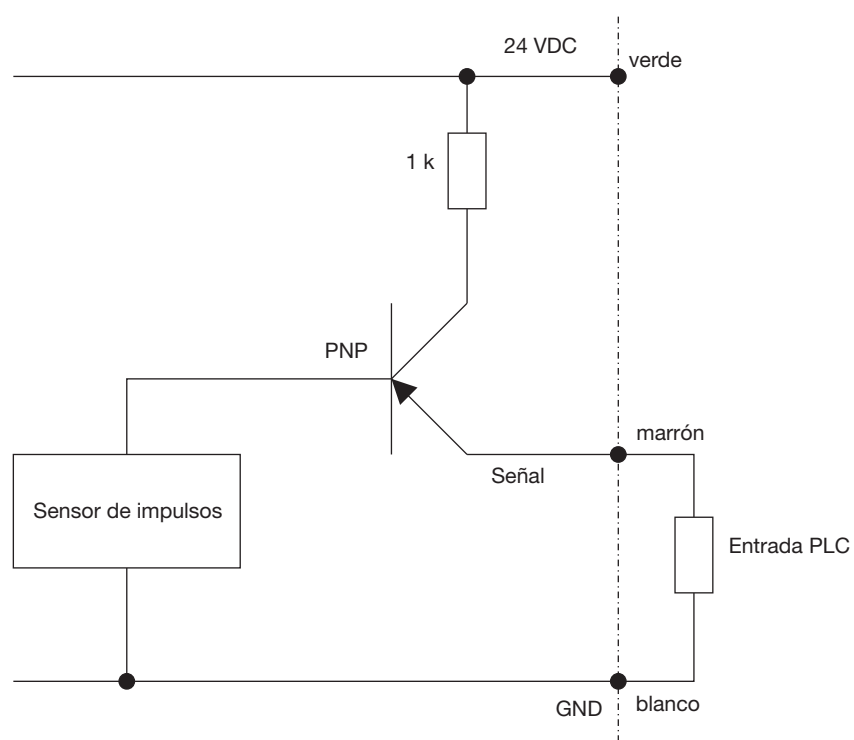 24 VDC
verde
1 k
PNP
marrón
Señal
Sensor de impulsos
Entrada PLC
GND
blanco